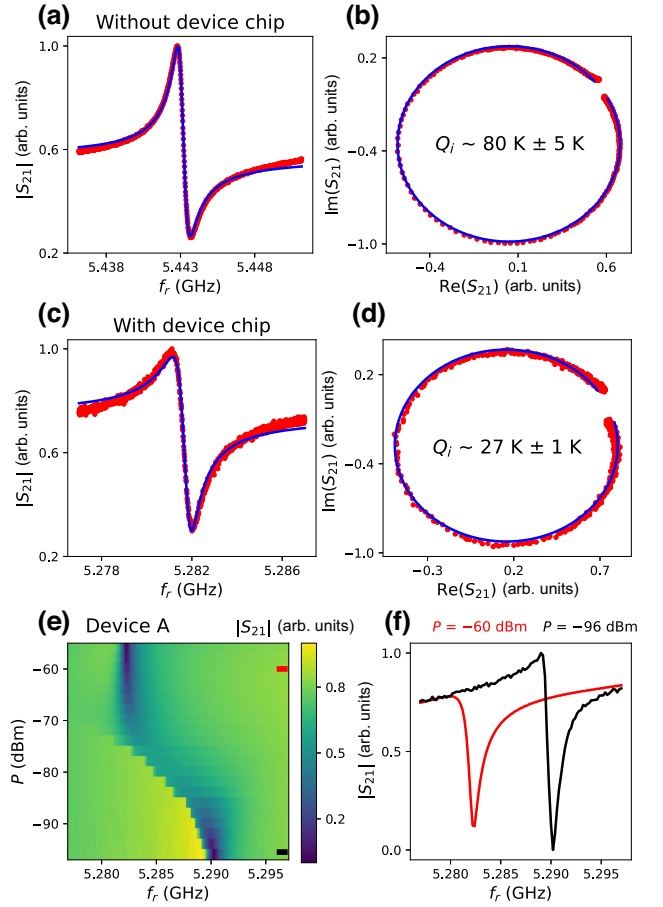 (a) Without device chip
1.0
0.6
0.2
|S21| (arb. units)
5.438 5.443 5.448
fr (GHz)
(b)
0.2
−0.4
−1.0
Im(S21) (arb. units)
Qi ~ 80 K ± 5 K
−0.4 0.1 0.6
Re(S21) (arb. units)
(c) With device chip
1.0
0.6
0.2
|S21| (arb. units)
5.278 5.282 5.286
fr (GHz)
(d)
0.2
−0.4
−1.0
Im(S21) (arb. units)
Qi ~ 27 K ± 1 K
−0.3 0.2 0.7
Re(S21) (arb. units)
(e) Device A |S21| (arb. units)
−60
−70
−80
−90
P (dBm)
5.280 5.285 5.290 5.295
fr (GHz)
0.8
0.5
0.2
(f) P = −60 dBm P = −96 dBm
1.0
0.5
0.0
|S21| (arb. units)
5.280 5.285 5.290 5.295
fr (GHz)